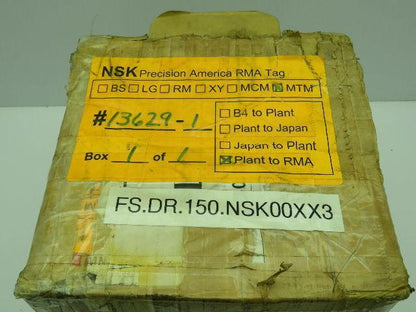 NSK Precision America RMA Tag
BS LG RM XY MCM MTM
#13629-1
B4 to Plant
Plant to Japan
Japan to Plant
Plant to RMA
Box 1 of 1
FS.DR.150.NSK00XX3